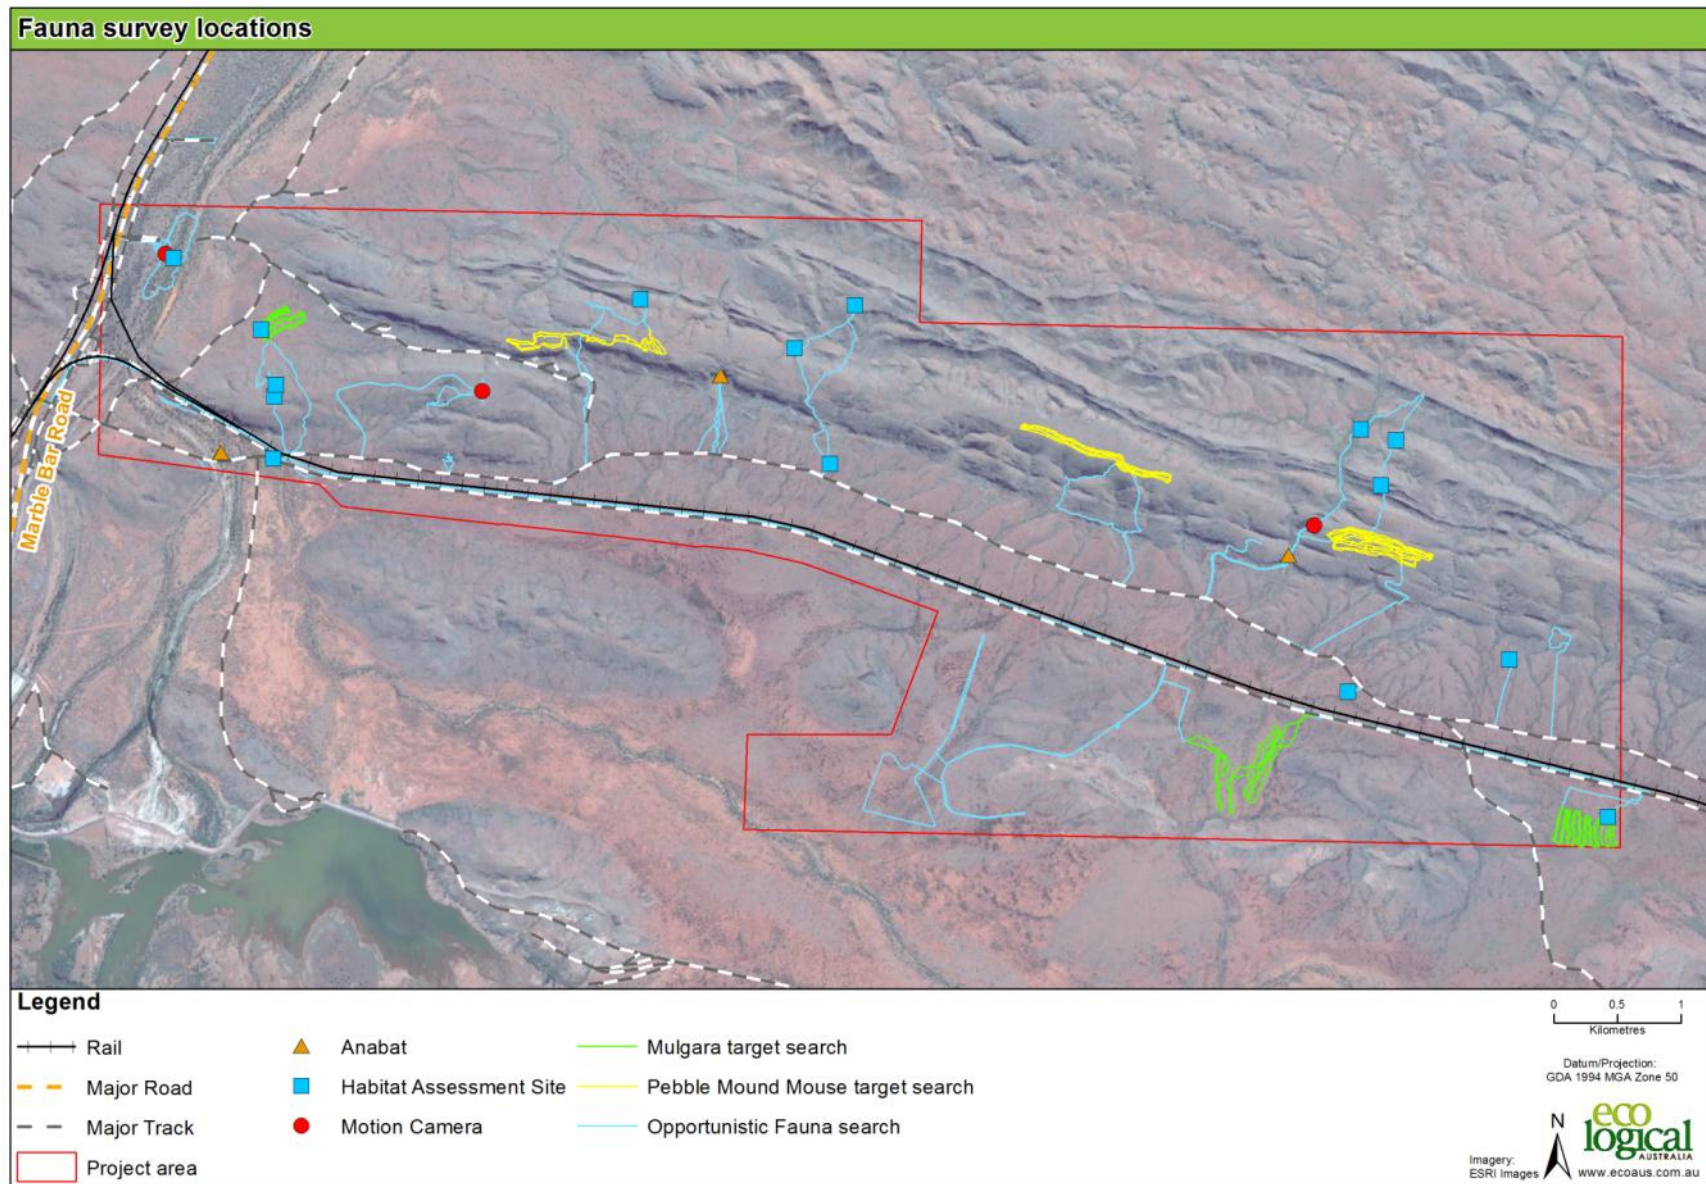 Fauna survey locations
Marble Bar Road
Legend
Rail
Major Road
Major Track
Project area
Anabat
Habitat Assessment Site
Motion Camera
Mulgara target search
Pebble Mound Mouse target search
Opportunistic Fauna search
0 0.5 1
Kilometres
Datum/Projection:
GDA 1994 MGA Zone 50
N
Imagery:
ESRI Images
eco
logical
AUSTRALIA
www.ecoaus.com.au